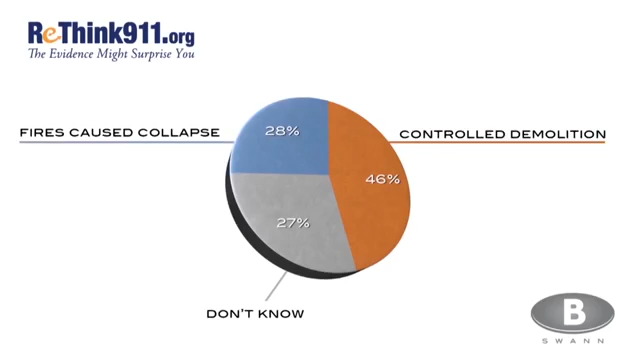 ReThink911.org
The Evidence Might Surprise You
FIRES CAUSED COLLAPSE
28%
CONTROLLED DEMOLITION
46%
27%
DON'T KNOW
B
SWANN